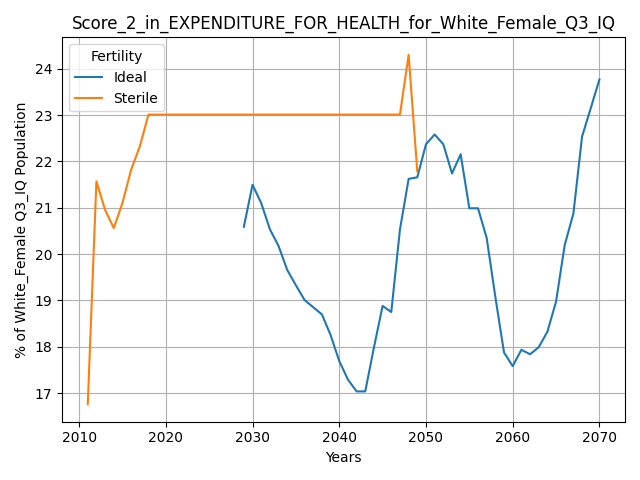 Score_2_in_EXPENDITURE_FOR_HEALTH_for_White_Female_Q3_IQ
Fertility
Ideal
Sterile
% of White_Female Q3_IQ Population
24
23
22
21
20
19
18
17
2010 2020 2030 2040 2050 2060 2070
Years